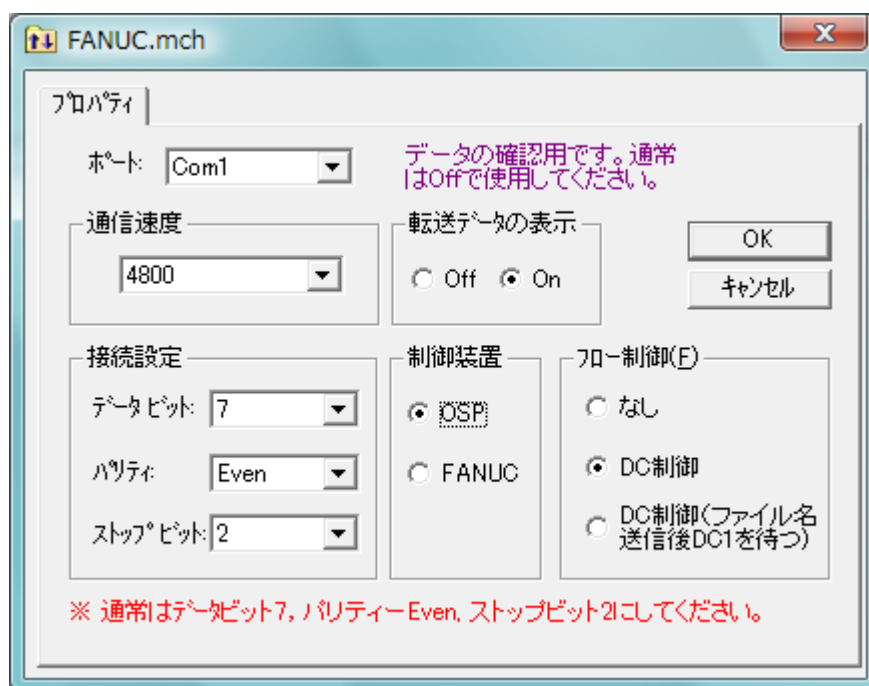 FANUC.mch
x
プロパティ
ポート:
Com1
データの確認用です。通常
はOffで使用してください。
通信速度
4800
転送データの表示
Off
On
OK
キャンセル
接続設定
データビット:
7
パリティ:
Even
ストップビット:
2
制御装置
OSP
FANUC
フロー制御(F)
なし
DC制御
DC制御(ファイル名
送信後DC1を待つ)
※ 通常はデータビット7, パリティーEven, ストップビット2にしてください。